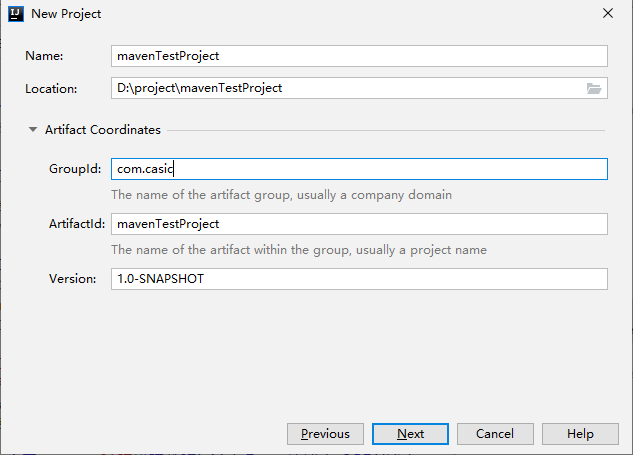 New Project
Name: mavenTestProject
Location: D:\project\mavenTestProject
Artifact Coordinates
GroupId: com.casic
The name of the artifact group, usually a company domain
ArtifactId: mavenTestProject
The name of the artifact within the group, usually a project name
Version: 1.0-SNAPSHOT
Previous Next Cancel Help